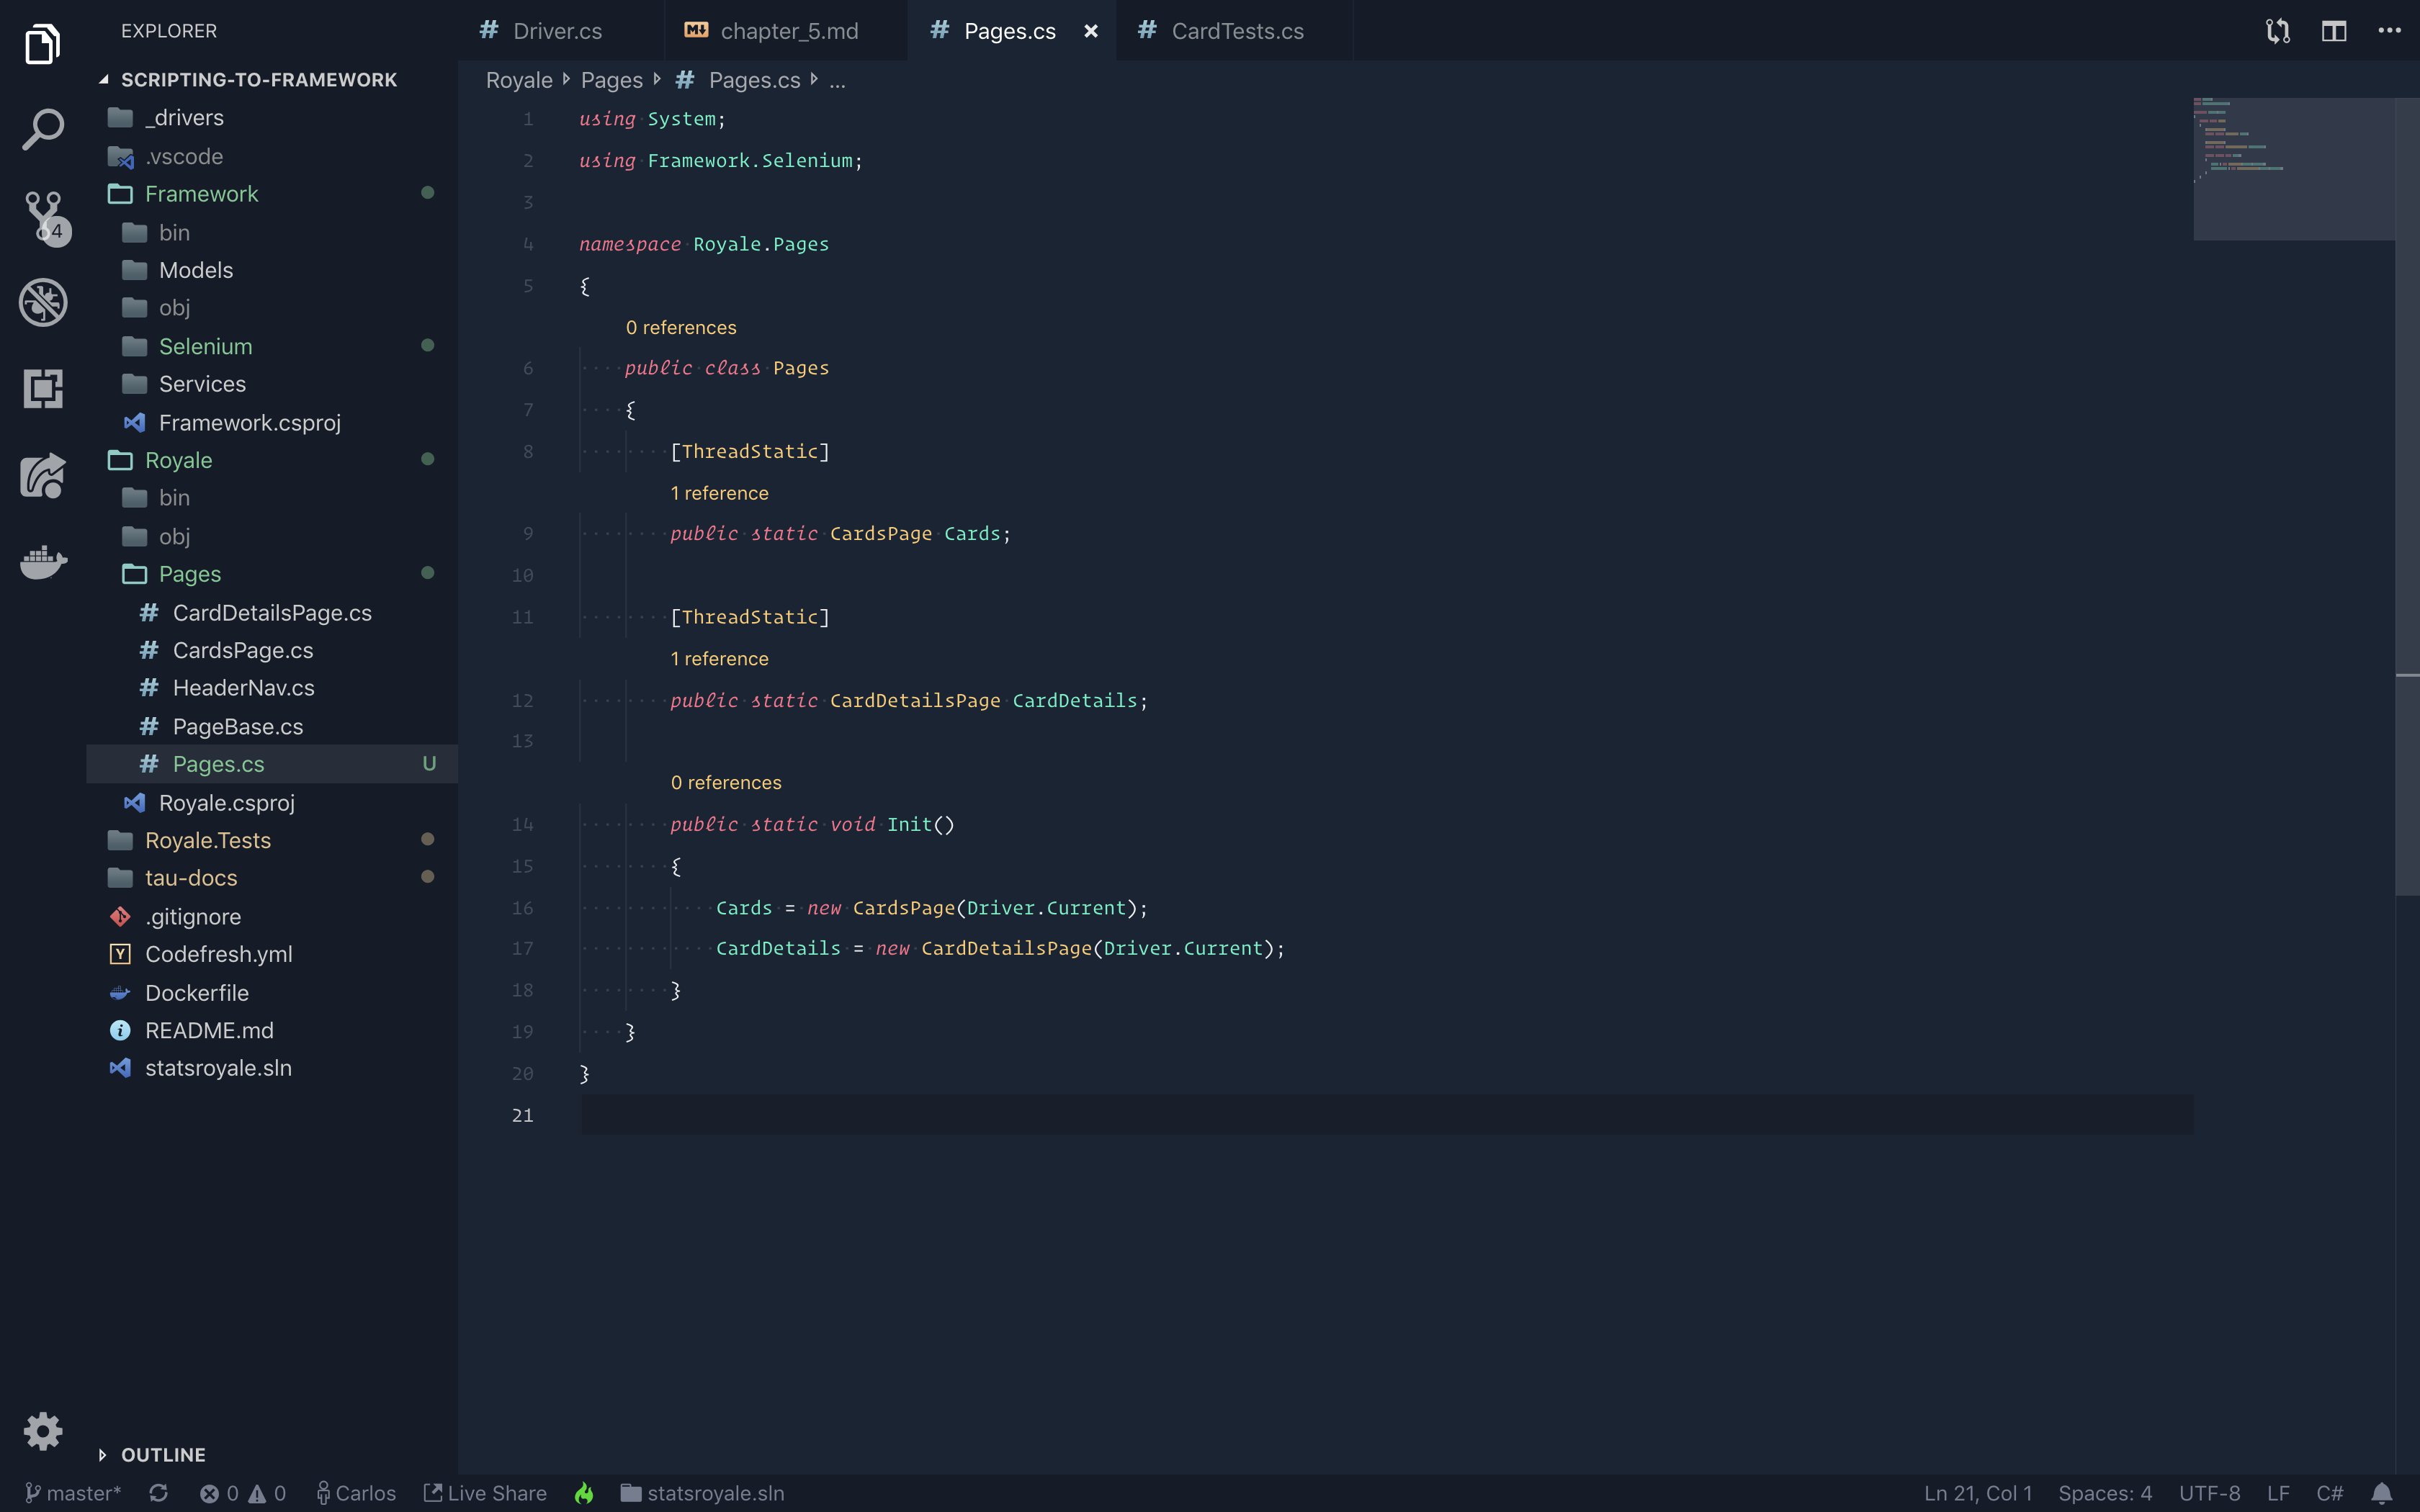 EXPLORER
SCRIPTING-TO-FRAMEWORK
_drivers
.vscode
Framework
bin
Models
obj
Selenium
Services
Framework.csproj
Royale
bin
obj
Pages
CardDetailsPage.cs
CardsPage.cs
HeaderNav.cs
PageBase.cs
Pages.cs U
Royale.csproj
Royale.Tests
tau-docs
.gitignore
Codefresh.yml
Dockerfile
README.md
statsroyale.sln
OUTLINE
4
Driver.cs chapter_5.md Pages.cs CardTests.cs
Royale Pages # Pages.cs ...
1 using System;
2 using Framework.Selenium;
3
4 namespace Royale.Pages
5 {
0 references
6 public class Pages
7 {
8 [ThreadStatic]
1 reference
9 public static CardsPage Cards;
10
11 [ThreadStatic]
1 reference
12 public static CardDetailsPage CardDetails;
13
0 references
14 public static void Init()
15 {
16 Cards = new CardsPage(Driver.Current);
17 CardDetails = new CardDetailsPage(Driver.Current);
18 }
19 }
20 }
21
master* 0 0 Carlos Live Share statsroyale.sln Ln 21, Col 1 Spaces: 4 UTF-8 LF C#